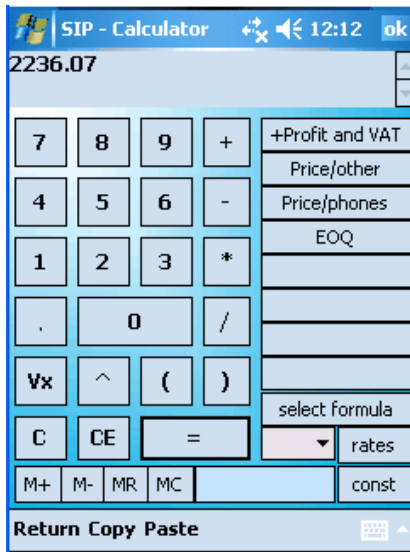 SIP - Calculator 12:12 ok
2236.07
7 8 9 + +Profit and VAT
Price/other
4 5 6 - Price/phones
EOQ
1 2 3 *
. 0 /
Vx ^ ( )
select formula
C CE = rates
M+ M- MR MC const
Return Copy Paste